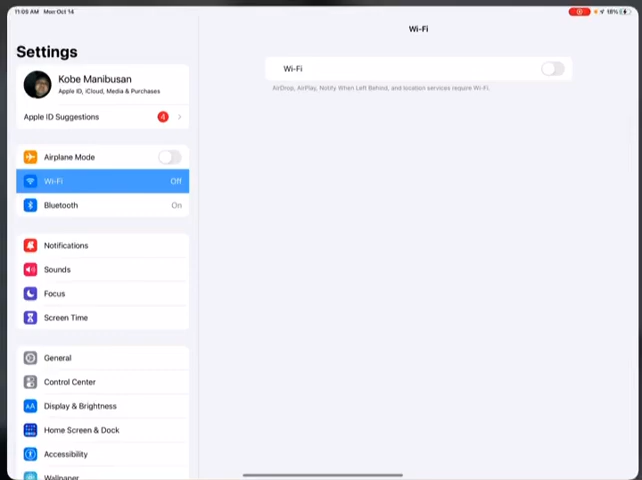 11:05 AM Mon Oct 14
18%
Settings
Wi-Fi
Kobe Manibusan
Apple ID, iCloud, Media & Purchases
Apple ID Suggestions
4
Wi-Fi
AirDrop, AirPlay, Notify When Left Behind, and location services require Wi-Fi.
Airplane Mode
Wi-Fi
Off
Bluetooth
On
Notifications
Sounds
Focus
Screen Time
General
Control Center
AA
Display & Brightness
Home Screen & Dock
Accessibility
Wallpaper